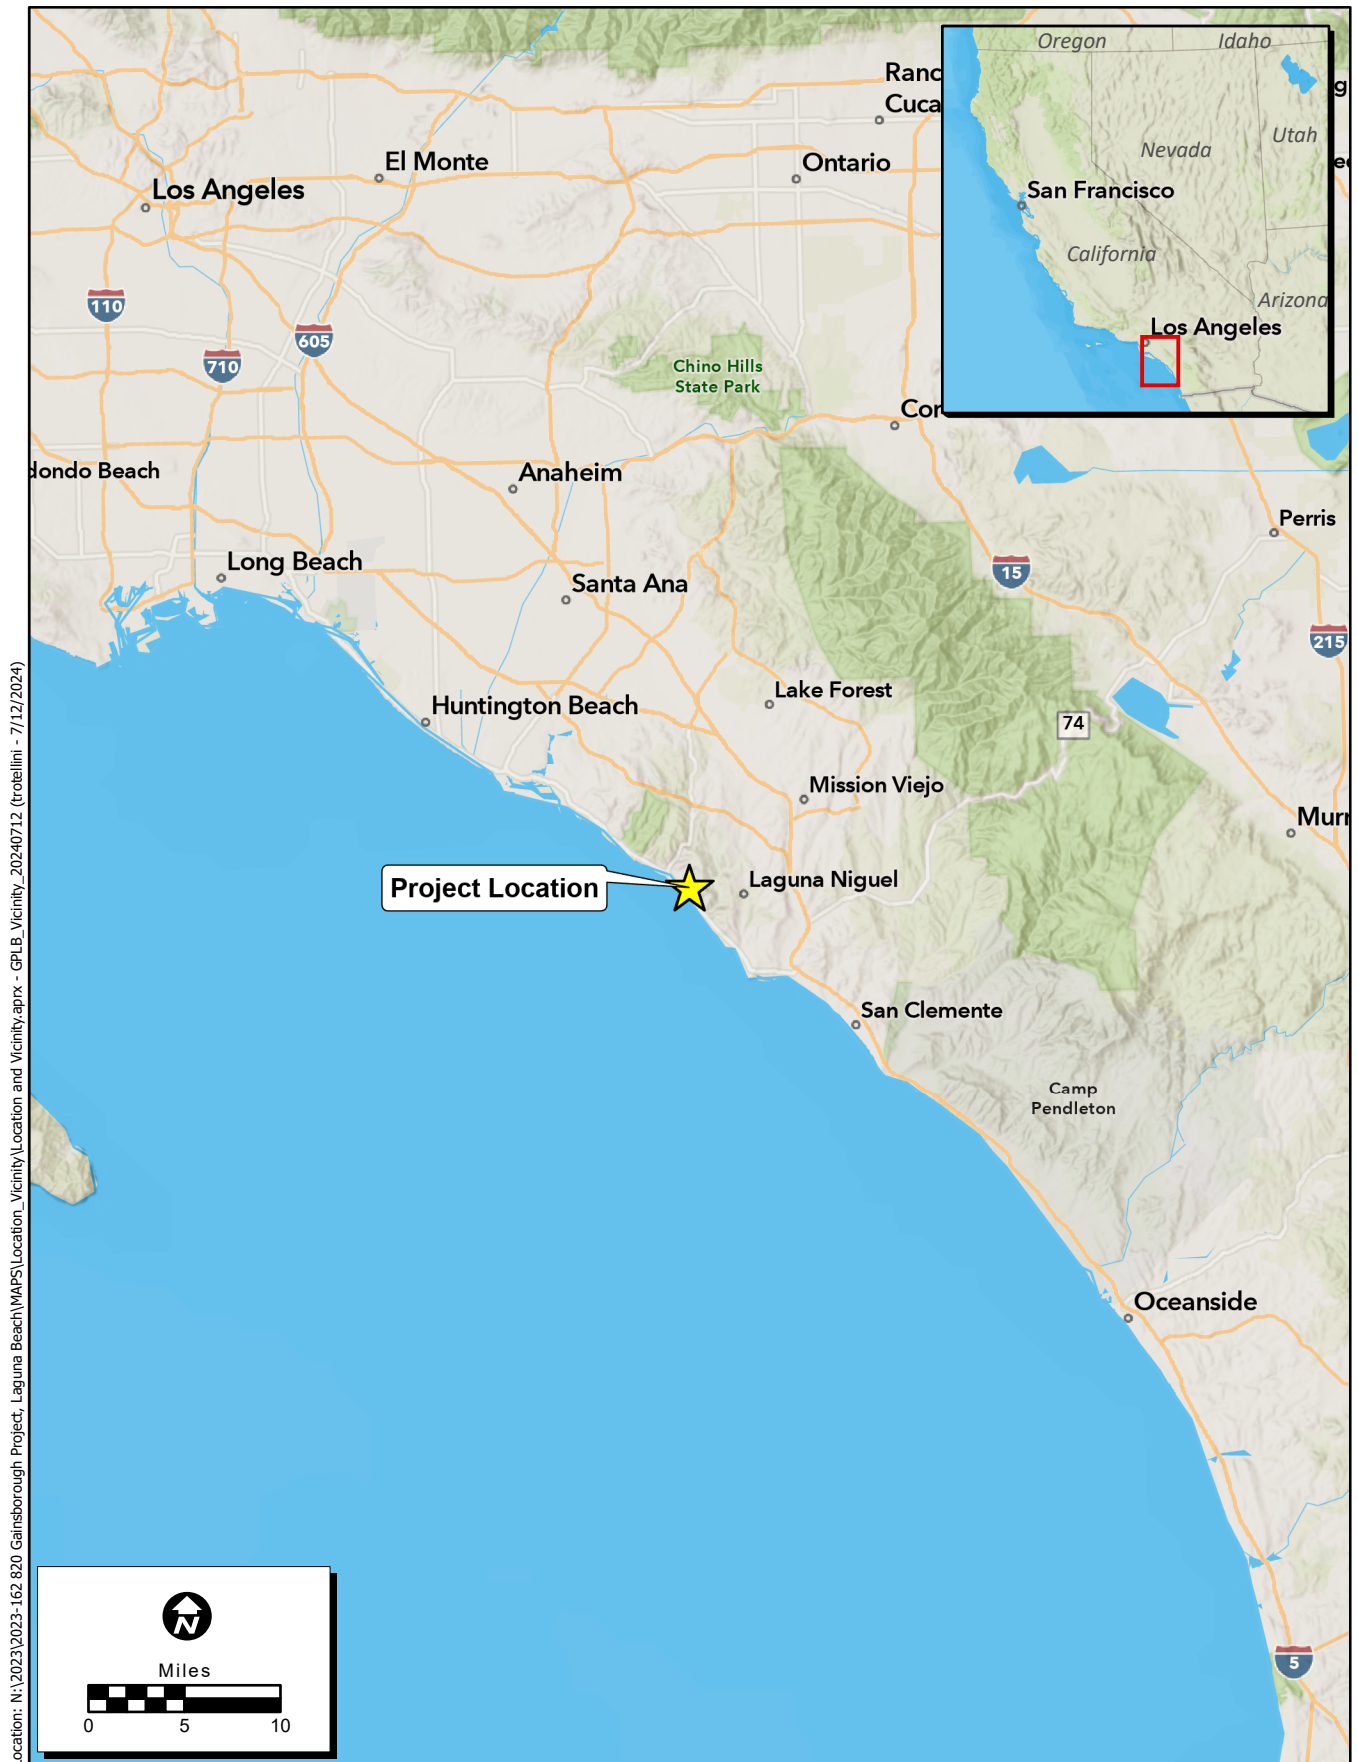 Oregon
Idaho
Nevada
Utah
San Francisco
California
Arizona
Los Angeles
Ranc
Cuca
El Monte
Ontario
Los Angeles
110
605
710
Chino Hills
State Park
Cor
dondo Beach
Anaheim
Perris
Long Beach
Santa Ana
15
215
Lake Forest
Huntington Beach
74
Mission Viejo
Murr
Project Location
Laguna Niguel
San Clemente
Camp
Pendleton
Oceanside
5
N
Miles
0 5 10
ocation: N:\2023\2023-162 820 Gainsborough Project, Laguna Beach\MAPS\Location_Vicinity\Location and Vicinity.aprx - GPLB_Vicinity_20240712 (trotellini - 7/12/2024)